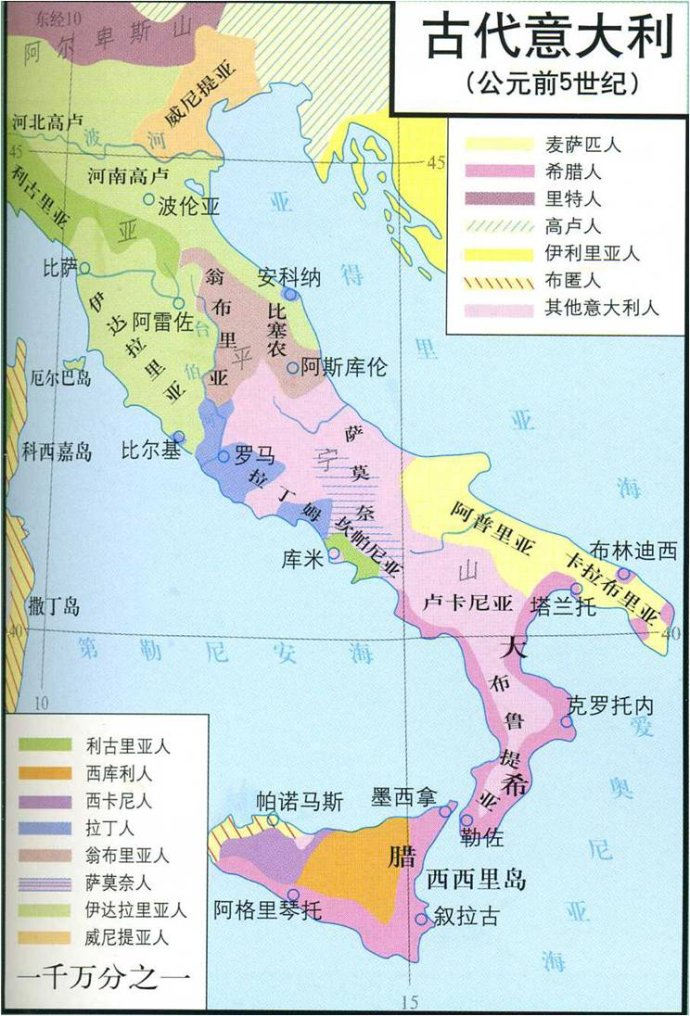 古代意大利
(公元前5世纪)
东经10
阿尔卑斯山
威尼提亚
河北高卢
波河
45
45
河南高卢
利古里亚
波伦亚
亚
亚得里亚海
比萨
翁布里亚
安科纳
伊达拉里亚
阿雷佐
比塞农
台伯
平
阿斯库伦
厄尔巴岛
比尔基
罗马
科西嘉岛
拉丁姆
宁
萨莫奈
阿普里亚
坎帕尼亚
库米
布林迪西
卡拉布里亚
山
卢卡尼亚
塔兰托
撒丁岛
40
40
第勒尼安海
大希腊
布鲁提亚
10
克罗托内
爱奥尼亚海
帕诺马斯
墨西拿
勒佐
西西里岛
阿格里琴托
叙拉古
15
麦萨匹人
希腊人
里特人
高卢人
伊利里亚人
布匿人
其他意大利人
利古里亚人
西库利人
西卡尼人
拉丁人
翁布里亚人
萨莫奈人
伊达拉里亚人
威尼提亚人
一千万分之一